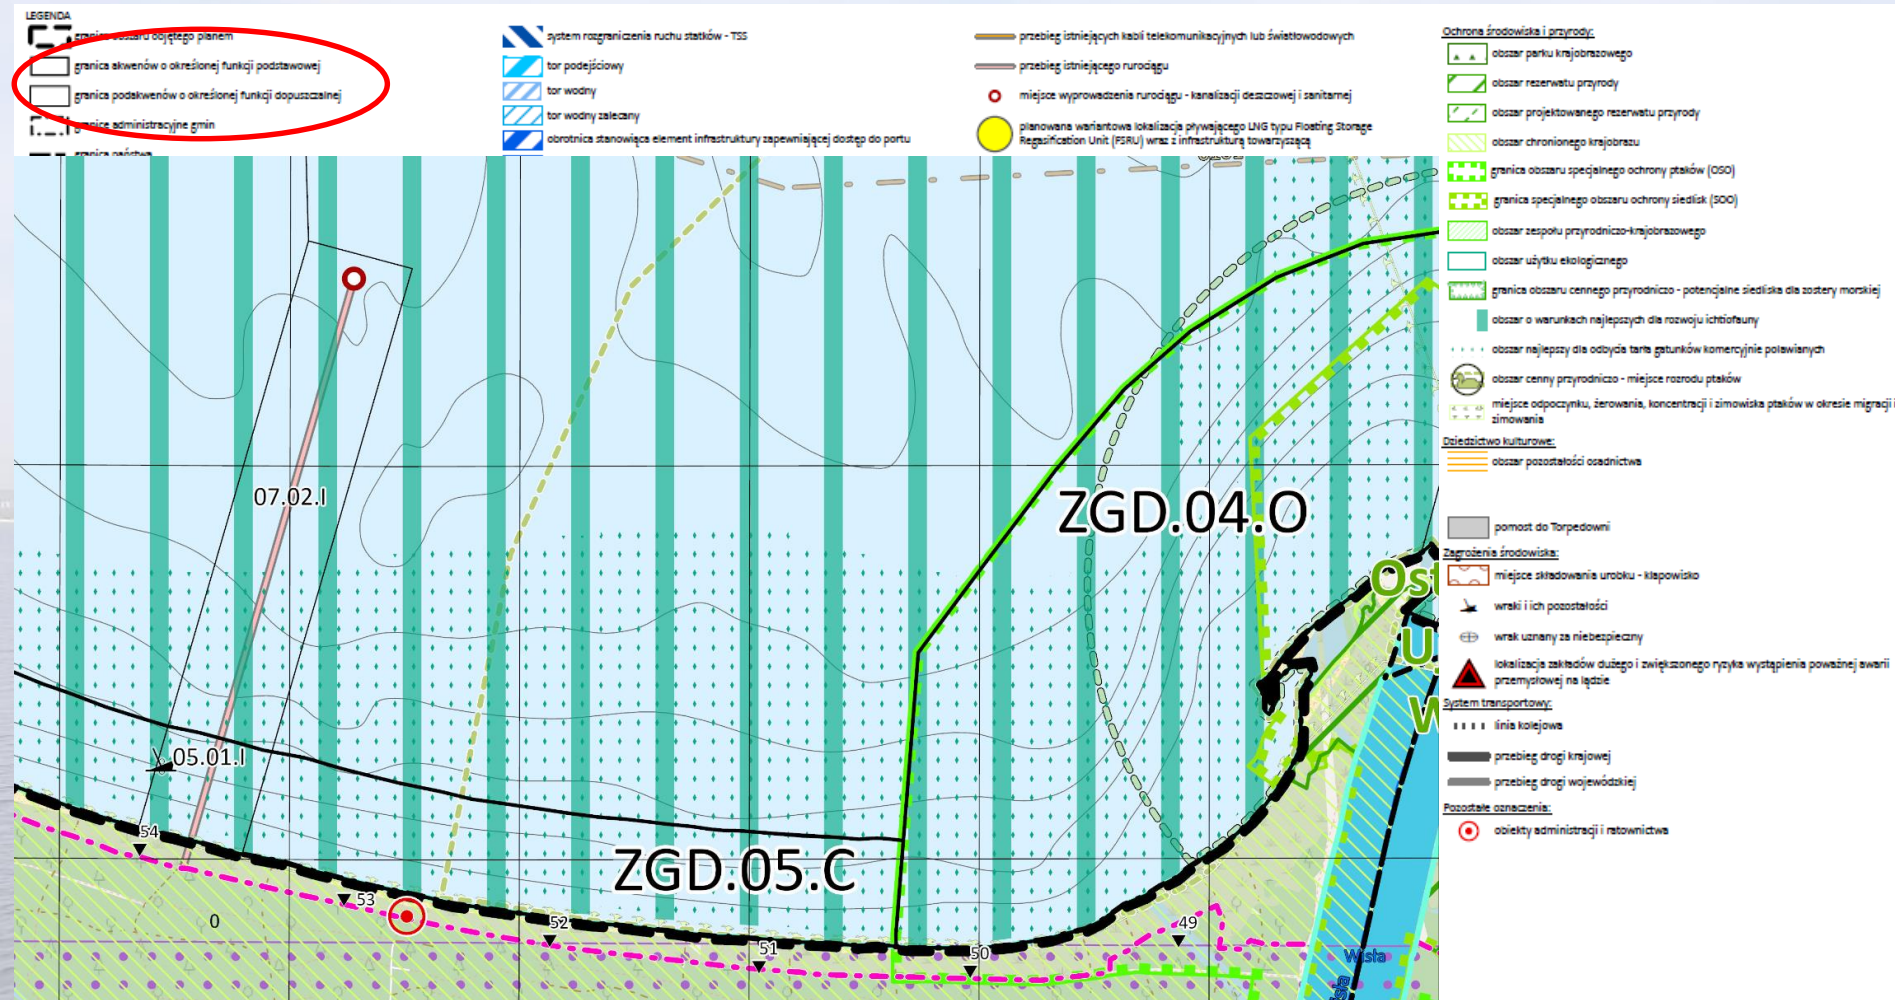 LEGENDA
granica obszaru objętego planem
granica akwenów o określonej funkcji podstawowej
granica podakwenów o określonej funkcji dopuszczalnej
granice administracyjne gmin
granica państwa
system rozgraniczenia ruchu statków - TSS
tor podejściowy
tor wodny
tor wodny zalecany
obrotnica stanowiąca element infrastruktury zapewniającej dostęp do portu
przebieg istniejących kabli telekomunikacyjnych lub światłowodowych
przebieg istniejącego rurociągu
miejsce wyprowadzenia rurociągu - kanalizacji deszczowej i sanitarnej
planowana wariantowa lokalizacja pływającego LNG typu Floating Storage
Regasification Unit (FSRU) wraz z infrastrukturą towarzyszącą
Ochrona środowiska i przyrody:
obszar parku krajobrazowego
obszar rezerwatu przyrody
obszar projektowanego rezerwatu przyrody
obszar chronionego krajobrazu
granica obszaru specjalnego ochrony ptaków (OSO)
granica specjalnego obszaru ochrony siedlisk (SOO)
obszar zespołu przyrodniczo-krajobrazowego
obszar użytku ekologicznego
granica obszaru cennego przyrodniczo - potencjalne siedliska dla zostery morskiej
obszar o warunkach najlepszych dla rozwoju ichtiofauny
obszar najlepszy dla odbycia tarła gatunków komercyjnie poławianych
obszar cenny przyrodniczo - miejsce rozrodu ptaków
miejsce odpoczynku, żerowania, koncentracji i zimowiska ptaków w okresie migracji i
zimowania
Dziedzictwo kulturowe:
obszar pozostałości osadnictwa
pomost do Torpedowni
Zagrożenia środowiska:
miejsce składowania urobku - kłapowisko
wraki i ich pozostałości
wrak uznany za niebezpieczny
lokalizacja zakładów dużego i zwiększonego ryzyka wystąpienia poważnej awarii
przemysłowej na lądzie
System transportowy:
linia kolejowa
przebieg drogi krajowej
przebieg drogi wojewódzkiej
Pozostałe oznaczenia:
obiekty administracji i ratownictwa
07.02.I
ZGD.04.O
Ost
U
W
05.01.I
54
ZGD.05.C
53
0
52
51
50
49
Wisła